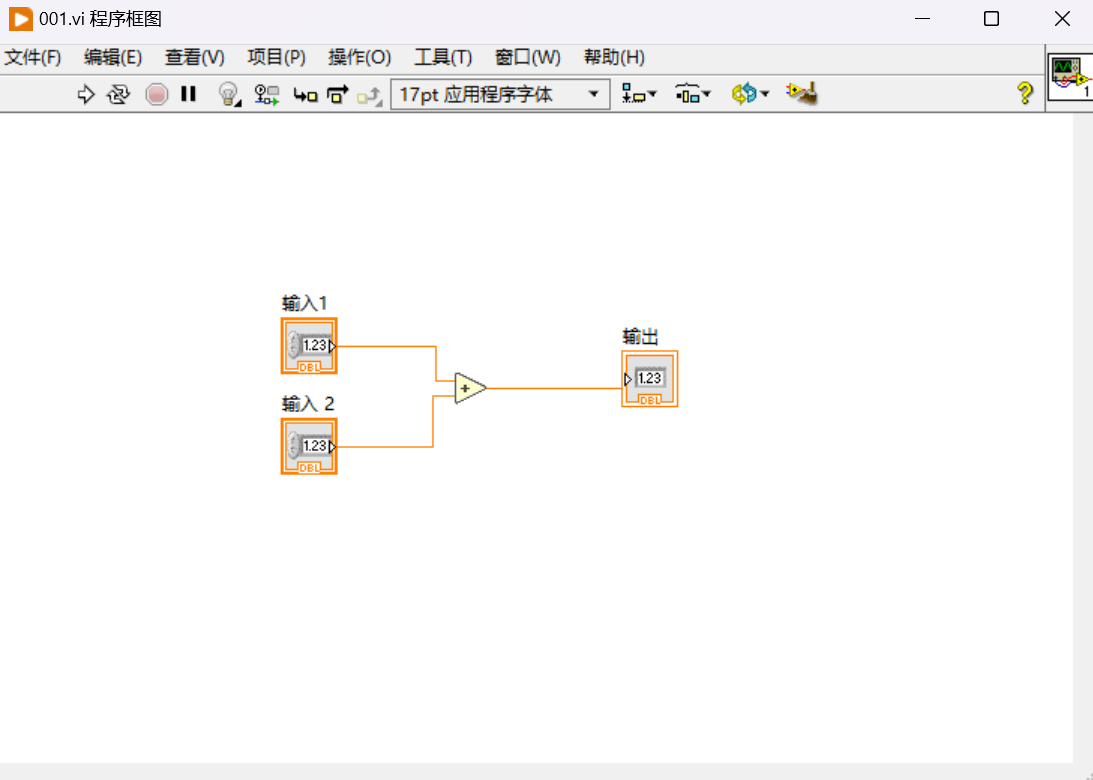 001.vi 程序框图
文件(F) 编辑(E) 查看(V) 项目(P) 操作(O) 工具(T) 窗口(W) 帮助(H)
17pt 应用程序字体
?
1
输入1
1.23
DBL
输出
1.23
DBL
输入 2
1.23
DBL
+